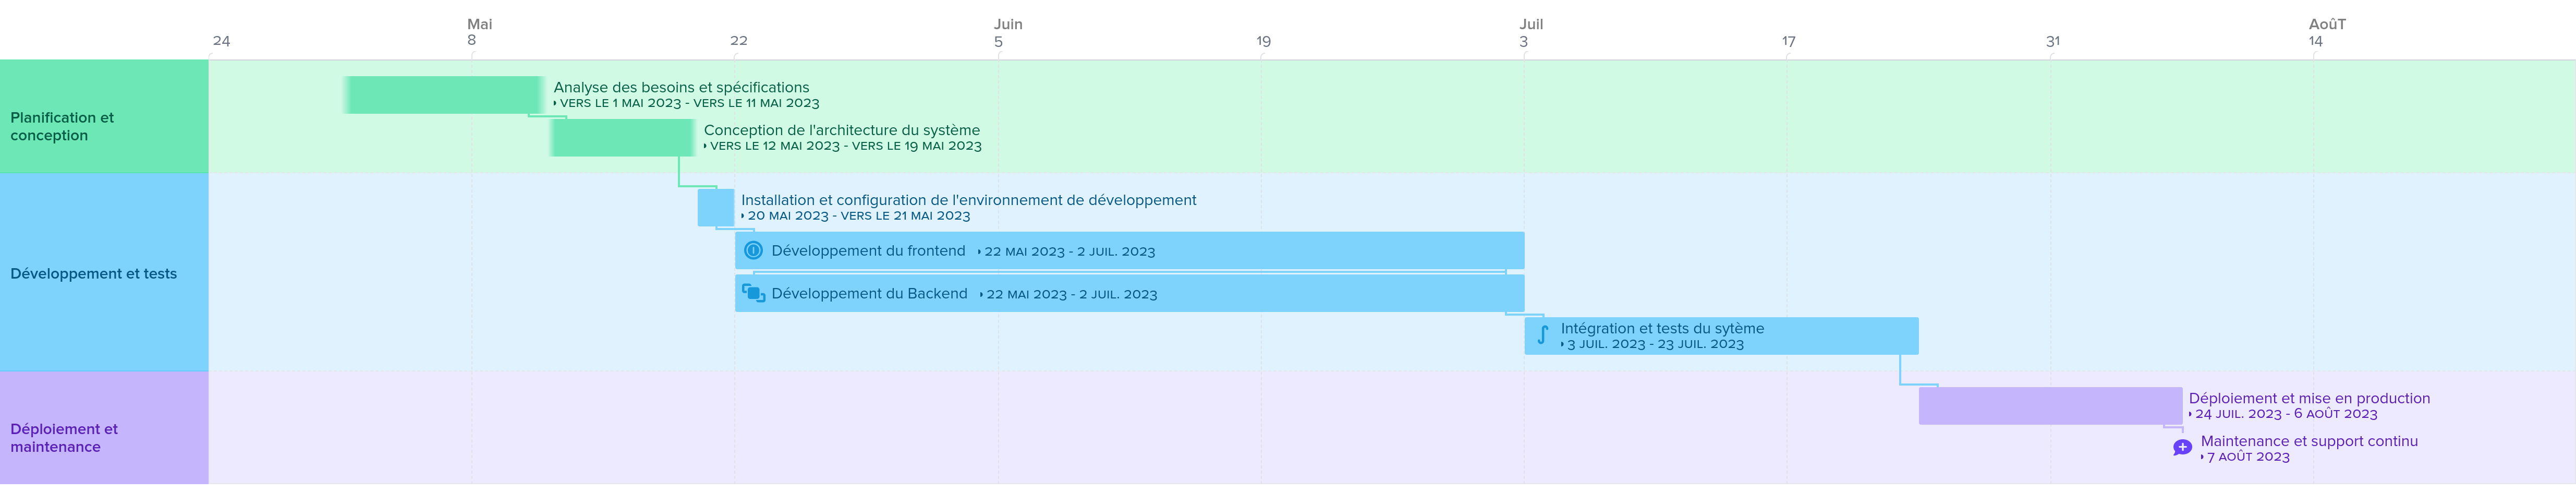 Mai
Juin
Juil
AoûT
24
8
22
5
19
3
17
31
14
Planification et
conception
Analyse des besoins et spécifications
VERS LE 1 MAI 2023 - VERS LE 11 MAI 2023
Conception de l'architecture du système
VERS LE 12 MAI 2023 - VERS LE 19 MAI 2023
Développement et tests
Installation et configuration de l'environnement de développement
20 MAI 2023 - VERS LE 21 MAI 2023
Développement du frontend 22 MAI 2023 - 2 JUIL. 2023
Développement du Backend 22 MAI 2023 - 2 JUIL. 2023
Intégration et tests du sytème
3 JUIL. 2023 - 23 JUIL. 2023
Déploiement et
maintenance
Déploiement et mise en production
24 JUIL. 2023 - 6 AOÛT 2023
Maintenance et support continu
7 AOÛT 2023